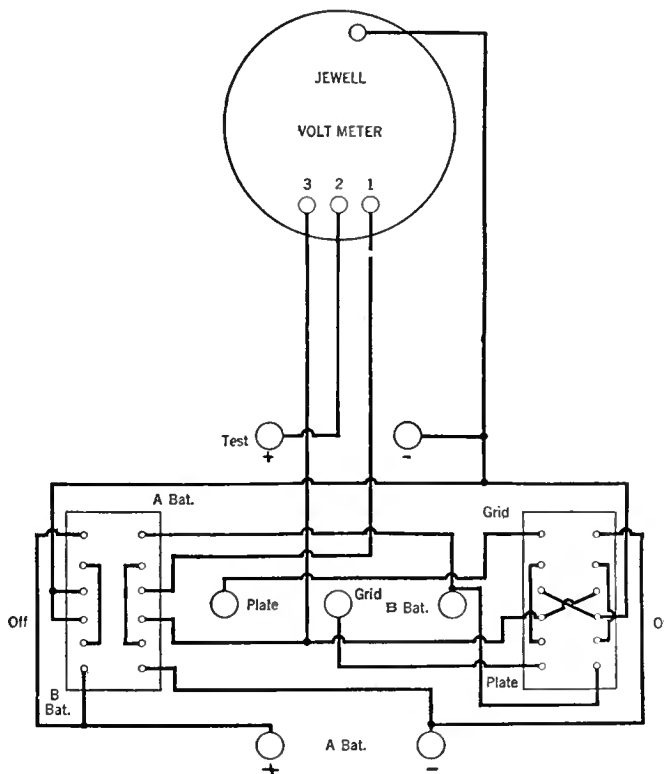 JEWELL
VOLT METER
3 2 1
Test
+
-
A Bat.
Grid
Plate
Grid
B Bat.
Off
O
B
Bat.
Plate
A Bat.
+
-